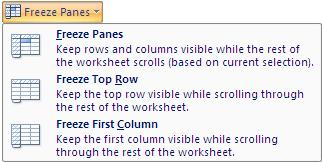 Freeze Panes
Freeze Panes
Keep rows and columns visible while the rest of
the worksheet scrolls (based on current selection).
Freeze Top Row
Keep the top row visible while scrolling through
the rest of the worksheet.
Freeze First Column
Keep the first column visible while scrolling
through the rest of the worksheet.